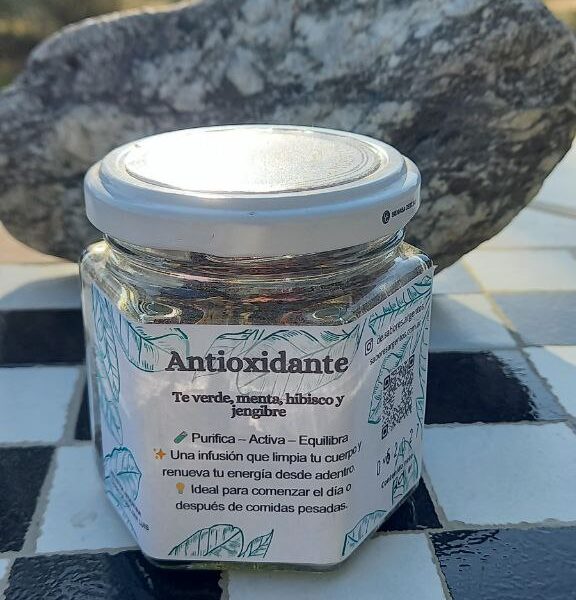 Antioxidante
Te verde, menta, hibisco y
jengibre
Purifica – Activa – Equilibra
Una infusión que limpia tu cuerpo y
renueva tu energía desde adentro.
Ideal para comenzar el día o
después de comidas pesadas.